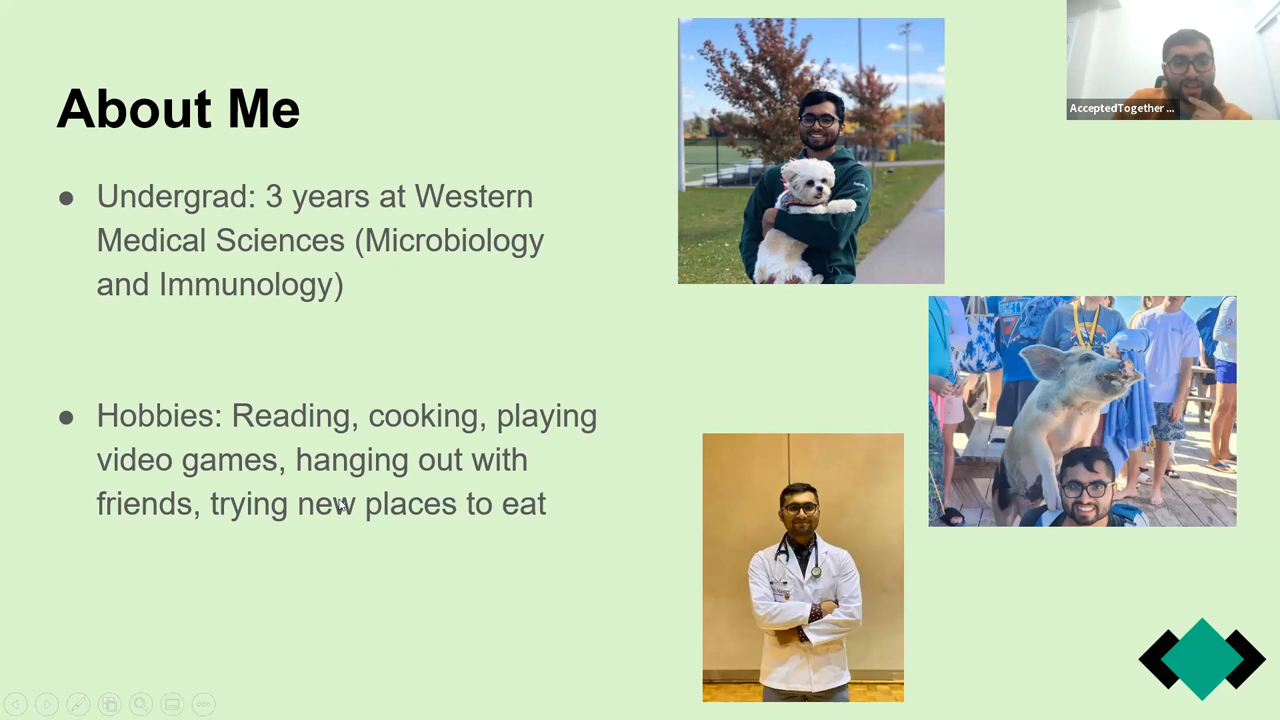 About Me
● Undergrad: 3 years at Western
Medical Sciences (Microbiology
and Immunology)
● Hobbies: Reading, cooking, playing
video games, hanging out with
friends, trying new places to eat
AcceptedTogether ...